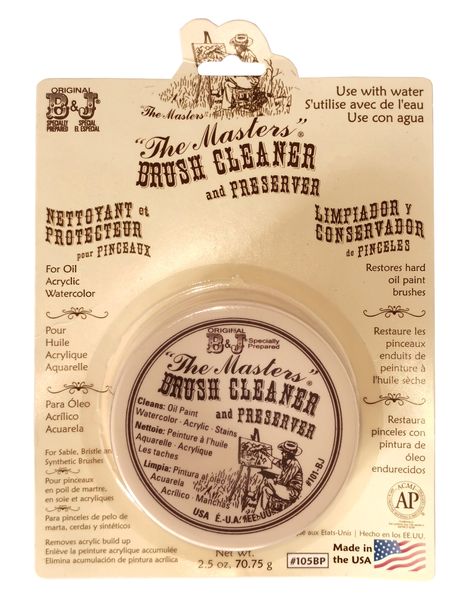 "The Masters"
ORIGINAL
B&J
SPECIALLY SPECIAL
PREPARED EL ESPECIAL
Use with water
S'utilise avec de l'eau
Use con agua
"The Masters"®
BRUSH CLEANER
and PRESERVER
NETTOYANT et
PROTECTEUR
pour PINCEAUX
LIMPIADOR Y
CONSERVADOR
de PINCELES
For Oil
Acrylic
Watercolor
Restores hard
oil paint
brushes
Pour
Huile
Acrylique
Aquarelle
Restaure les
pinceaux
enduits de
peinture à
l'huile sèche
Para Óleo
Acrílico
Acuarela
Restaura
pinceles con
pintura de
óleo
endurecidos
For Sable, Bristle and
Synthetic Brushes
Pour pinceaux
en poil de martre,
en soie et acryliques
Para pinceles de pelo de
marta, cerdas y sintéticos
Removes acrylic build up
Enlève la peinture acrylique accumulée
Elimina acumulación de pintura acrílica
ORIGINAL
B&J
Specially
Prepared
"The Masters"®
BRUSH CLEANER
and PRESERVER
Cleans: Oil Paint
Watercolor - Acrylic - Stains
Nettoie: Peinture à l'huile
Aquarelle - Acrylique
Les taches
Limpia: Pintura al óleo
Acuarela
Acrílico - Manchas
USA É.-U.A. EE.UU.
#101-BJ
ACMI
AP
aux Etats-Unis | Hecho en los EE.UU.
Net wt.
2.5 oz, 70.75 g
#105BP
Made in
the USA